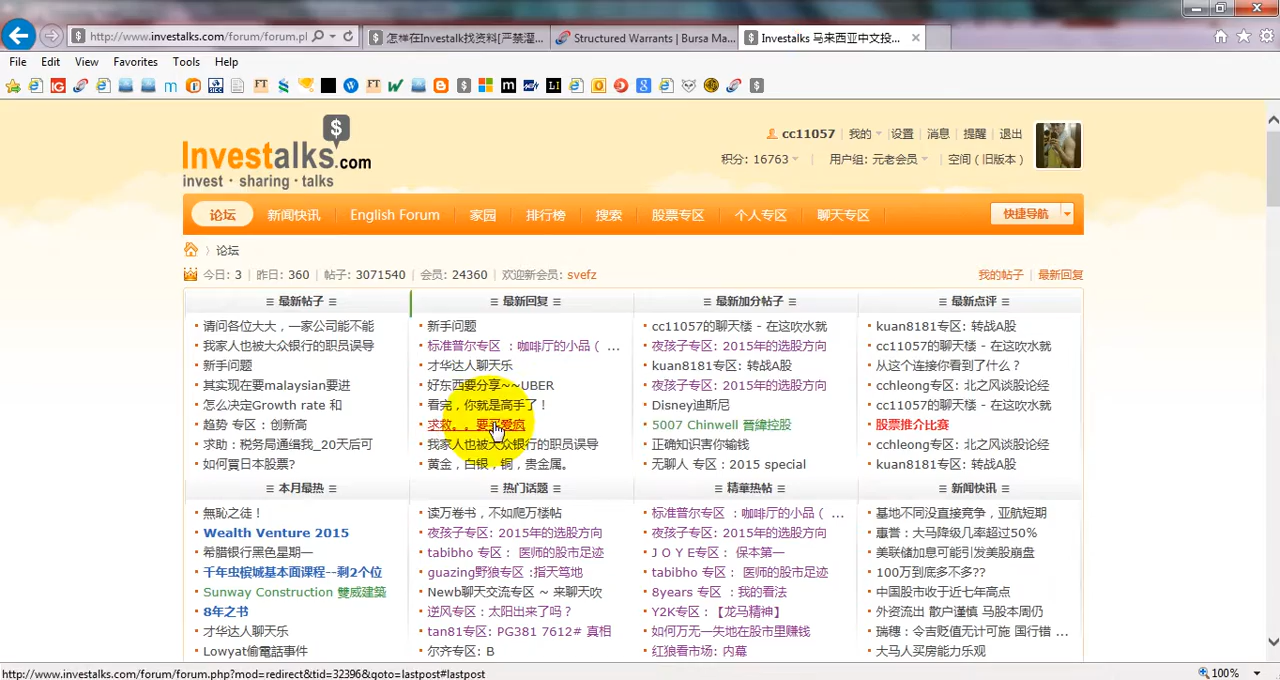 http://www.investalks.com/forum/forum.pl
怎样在Investalk找资料[严禁灌...
Structured Warrants | Bursa Ma...
Investalks 马来西亚中文投...
File Edit View Favorites Tools Help
$
Investalks.com
invest · sharing · talks
cc11057 我的 设置 消息 提醒 退出
积分: 16763 用户组: 元老会员 空间（旧版本）
论坛 新闻快讯 English Forum 家园 排行榜 搜索 股票专区 个人专区 聊天专区 快捷导航
论坛
今日: 3 昨日: 360 帖子: 3071540 会员: 24360 欢迎新会员: svefz 我的帖子 最新回复
≡ 最新帖子 ≡
请问各位大大，一家公司能不能
我家人也被大众银行的职员误导
新手问题
其实现在要malaysian要进
怎么决定Growth rate 和
趋势 专区：创新高
求助：税务局通缉我_20天后可
如何買日本股票?
≡ 最新回复 ≡
新手问题
标准普尔专区 ：咖啡厅的小品（ ...
才华达人聊天乐
好东西要分享~~UBER
看完，你就是高手了！
求救。。要买爱疯
我家人也被大众银行的职员误导
黄金，白银，铜，贵金属。
≡ 最新加分帖子 ≡
cc11057的聊天楼 - 在这吹水款
夜孩子专区: 2015年的选股方向
kuan8181专区: 转战A股
夜孩子专区: 2015年的选股方向
Disney迪斯尼
5007 Chinwell 晉緯控股
正确知识害你输钱
无聊人 专区：2015 special
≡ 最新点评 ≡
kuan8181专区: 转战A股
cc11057的聊天楼 - 在这吹水款
从这个连接你看到了什么？
cchleong专区: 北之风谈股论经
cc11057的聊天楼 - 在这吹水款
股票推介比赛
cchleong专区: 北之风谈股论经
kuan8181专区: 转战A股
≡ 本月最热 ≡
無恥之徒！
Wealth Venture 2015
希腊银行黑色星期一
千年虫槟城基本面课程--剩2个位
Sunway Construction 雙威建築
8年之书
才华达人聊天乐
Lowyat偷電話事件
≡ 热门话题 ≡
读万卷书，不如爬万楼帖
夜孩子专区: 2015年的选股方向
tabibho 专区： 医师的股市足迹
guazing野狼专区 :指天笃地
Newb聊天交流专区 ~ 来聊天吹
逆风专区：太阳出来了吗？
tan81专区: PG381 7612# 真相
尔齐专区: B
≡ 精華热帖 ≡
标准普尔专区 ：咖啡厅的小品（ ...
夜孩子专区: 2015年的选股方向
J O Y E专区： 保本第一
tabibho 专区： 医师的股市足迹
8years 专区 ：我的看法
Y2K专区：【龙马精神】
如何万无一失地在股市里赚钱
红狼看市场: 内幕
≡ 新闻快讯 ≡
基地不同没直接竞争，亚航短期
惠誉：大马降级几率超过50%
美联储加息可能引发美股崩盘
100万到底多不多??
中国股市收于近七年高点
外资流出 散户谨慎 马股本周仍
瑞穗：令吉贬值无计可施 国行错 ...
大马人买房能力乐观
http://www.investalks.com/forum/forum.php?mod=redirect&tid=32396&goto=lastpost#lastpost
100%